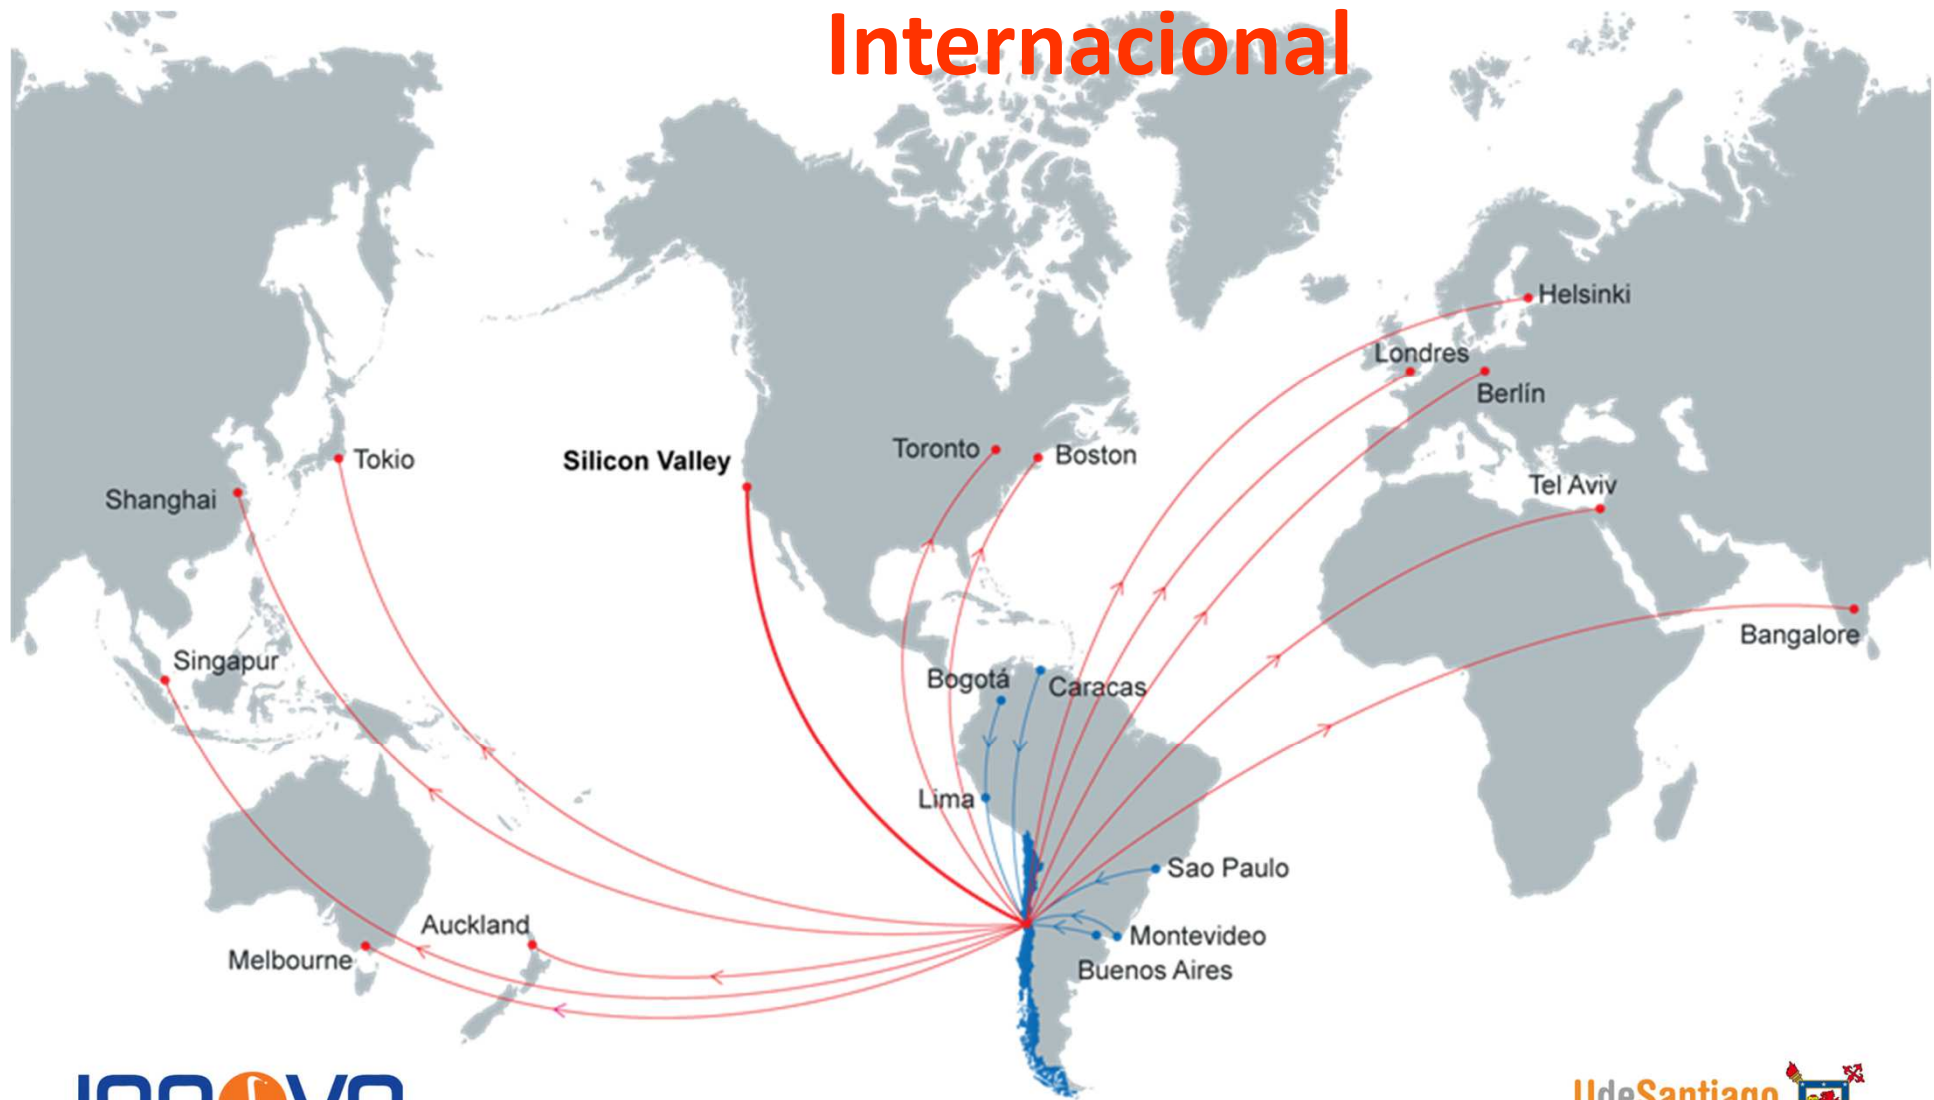 Internacional
Helsinki
Londres
Berlín
Toronto
Boston
Silicon Valley
Tokio
Shanghai
Tel Aviv
Bangalore
Singapur
Bogotá
Caracas
Lima
Sao Paulo
Auckland
Montevideo
Melbourne
Buenos Aires
UdeSantiago